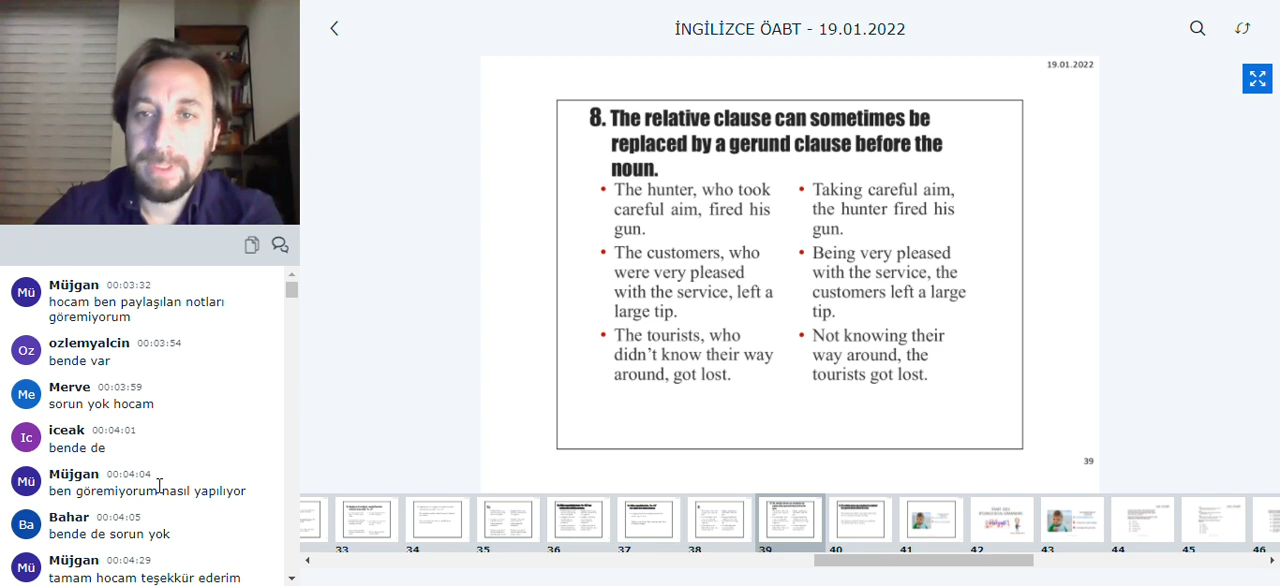 İNGİLİZCE ÖABT - 19.01.2022
19.01.2022
8. The relative clause can sometimes be
replaced by a gerund clause before the
noun.
• The hunter, who took
careful aim, fired his
gun.
• The customers, who
were very pleased
with the service, left a
large tip.
• The tourists, who
didn't know their way
around, got lost.
• Taking careful aim,
the hunter fired his
gun.
• Being very pleased
with the service, the
customers left a large
tip.
• Not knowing their
way around, the
tourists got lost.
39
Mü
Müjgan 00:03:32
hocam ben paylaşılan notları
göremiyorum
Oz
ozlemyalcin 00:03:54
bende var
Me
Merve 00:03:59
sorun yok hocam
Ic
iceak 00:04:01
bende de
Mü
Müjgan 00:04:04
ben göremiyorum nasıl yapılıyor
Ba
Bahar 00:04:05
bende de sorun yok
Mü
Müjgan 00:04:29
tamam hocam teşekkür ederim
33 34 35 36 37 38 39 40 41 42 43 44 45 46